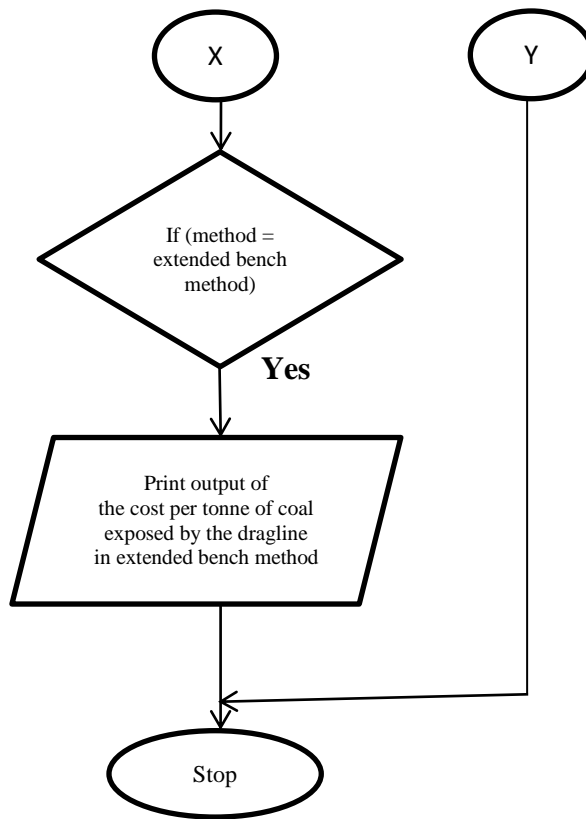 X
Y
If (method =
extended bench
method)
Yes
Print output of
the cost per tonne of coal
exposed by the dragline
in extended bench method
Stop